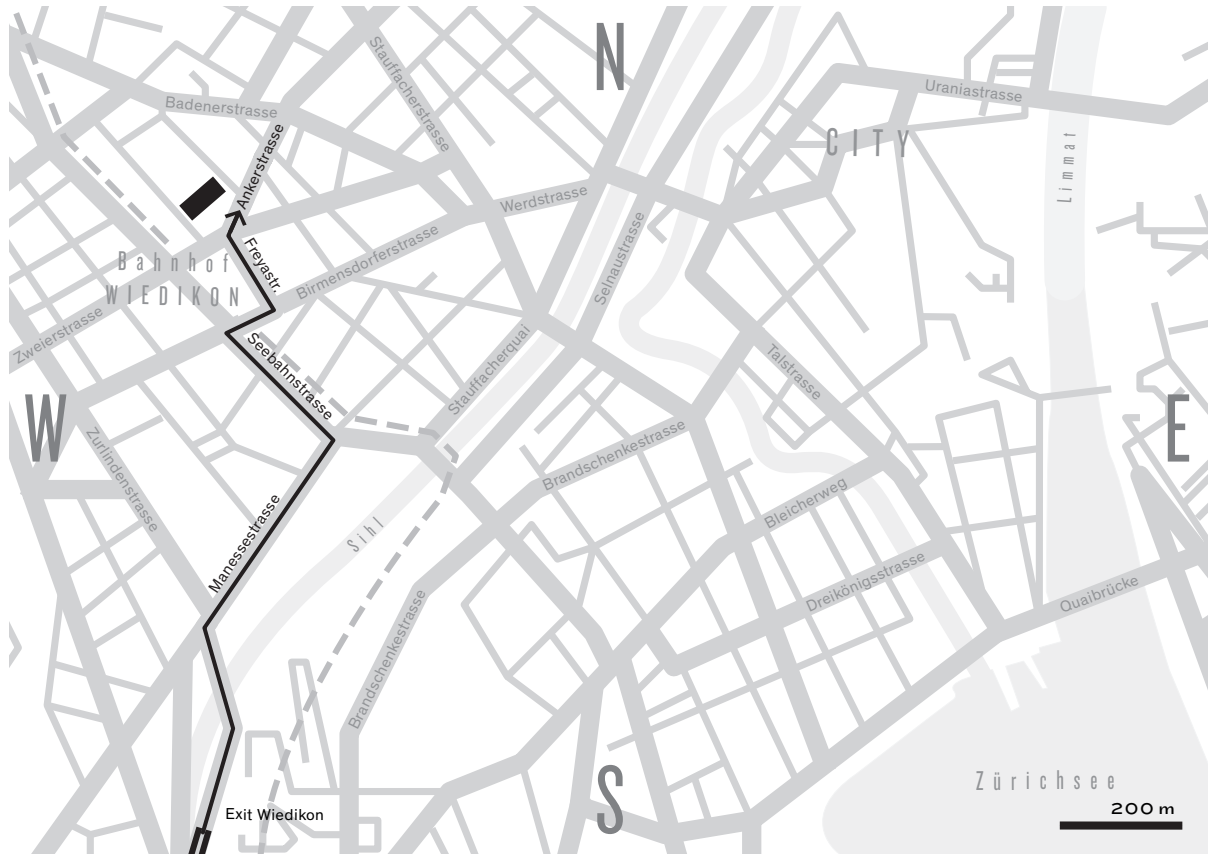 N
Stauffacherstrasse
Badenerstrasse
Uraniastrasse
CITY
Limmat
Ankerstrasse
Werdstrasse
Selnaustrasse
Freyastr.
Birmensdorferstrasse
Bahnhof
WIEDIKON
Zweierstrasse
Seebahnstrasse
Stauffacherquai
Talstrasse
W
E
Zurlindenstrasse
Brandschenkestrasse
Bleicherweg
Manessestrasse
Sihl
Dreikönigsstrasse
Quaibrücke
Brandschenkestrasse
S
Zürichsee
200 m
Exit Wiedikon